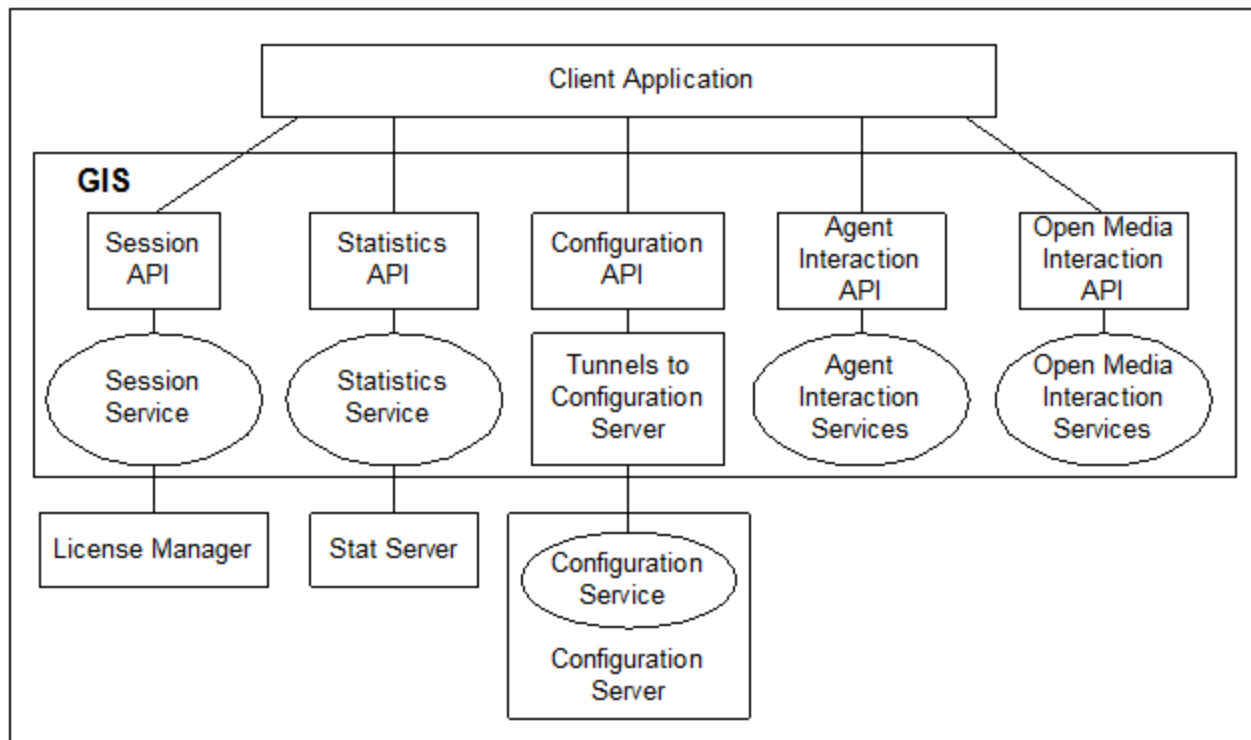 Client Application
GIS
Session
API
Statistics
API
Configuration
API
Agent
Interaction
API
Open Media
Interaction
API
Session
Service
Statistics
Service
Tunnels to
Configuration
Server
Agent
Interaction
Services
Open Media
Interaction
Services
License Manager
Stat Server
Configuration
Service
Configuration
Server